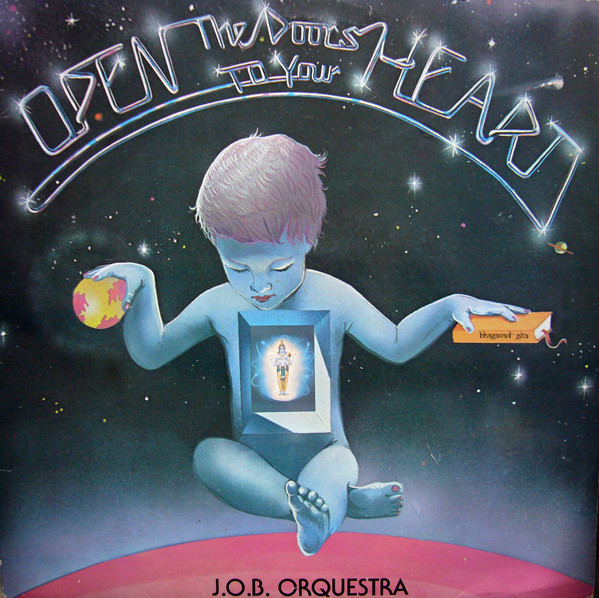 OPEN The Doors
TO Your HEART
bhagavad gita
J.O.B. ORQUESTRA